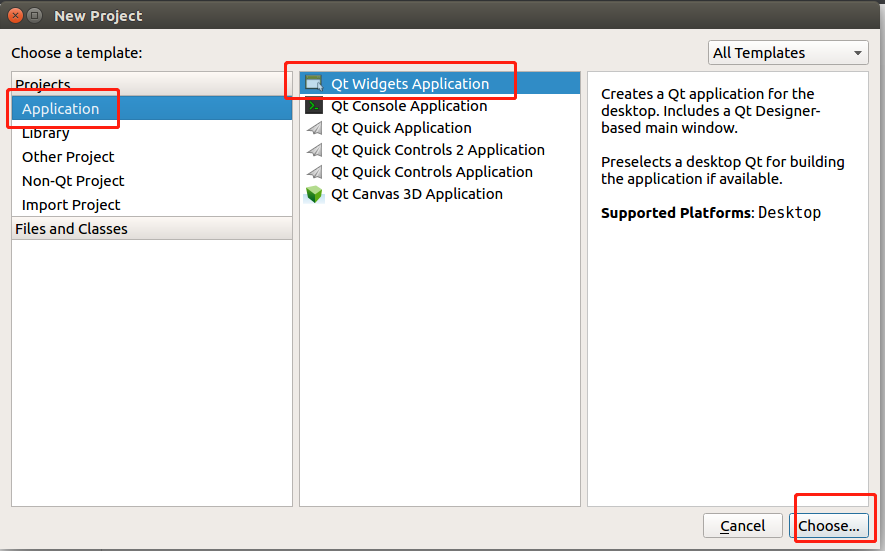 New Project
Choose a template:
All Templates
Projects
Application
Library
Other Project
Non-Qt Project
Import Project
Files and Classes
Qt Widgets Application
Qt Console Application
Qt Quick Application
Qt Quick Controls 2 Application
Qt Quick Controls Application
Qt Canvas 3D Application
Creates a Qt application for the
desktop. Includes a Qt Designer-
based main window.
Preselects a desktop Qt for building
the application if available.
Supported Platforms: Desktop
Cancel
Choose...